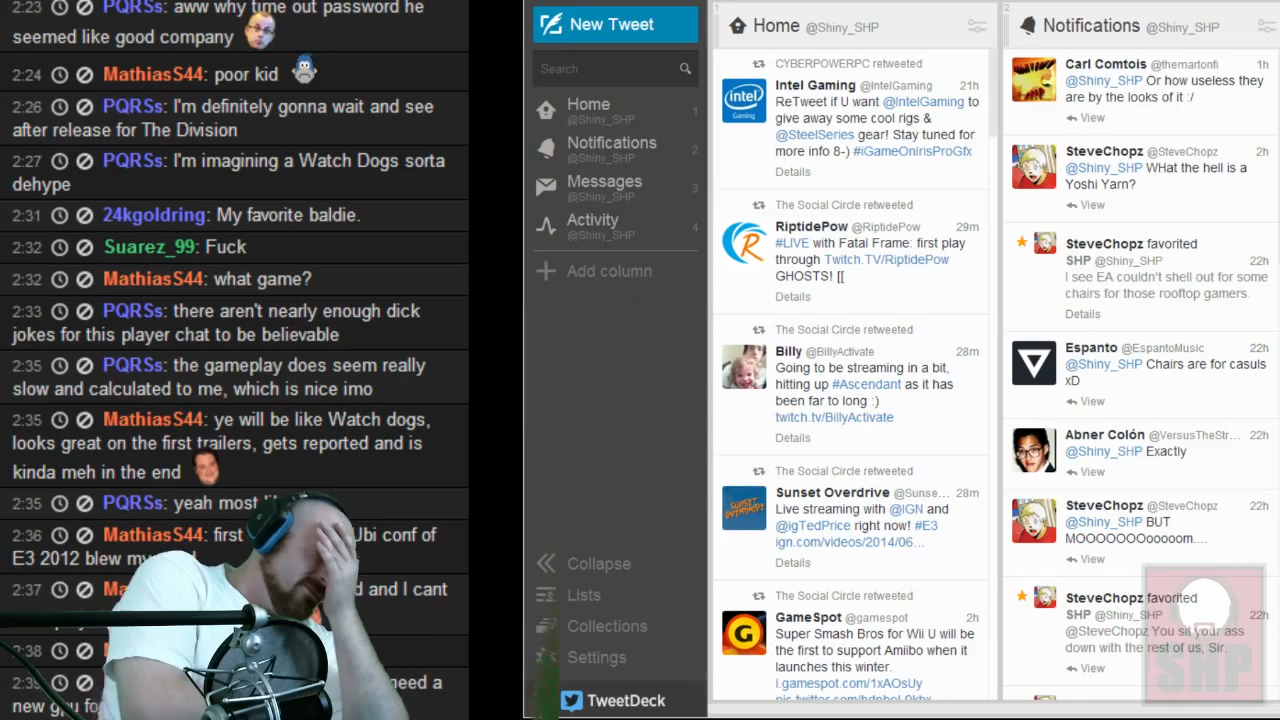 2:23 PQRSs: aww why time out password he
seemed like good company
2:24 MathiasS44: poor kid
2:26 PQRSs: I'm definitely gonna wait and see
after release for The Division
2:27 PQRSs: I'm imagining a Watch Dogs sorta
dehype
2:31 24kgoldring: My favorite baldie.
2:32 Suarez_99: Fuck
2:32 MathiasS44: what game?
2:33 PQRSs: there aren't nearly enough dick
jokes for this player chat to be believable
2:35 PQRSs: the gameplay does seem really
slow and calculated to me, which is nice imo
2:35 MathiasS44: ye will be like Watch dogs,
looks great on the first trailers, gets reported and is
kinda meh in the end
2:35 PQRSs: yeah most
2:36 MathiasS44: first Ubi conf of
E3 2012 blew my
2:37 and I cant
2:38
need a
new gpu
New Tweet
Search
Home 1
@Shiny_SHP
Notifications 2
@Shiny_SHP
Messages 3
@Shiny_SHP
Activity 4
@Shiny_SHP
Add column
Collapse
Lists
Collections
Settings
TweetDeck
1
Home @Shiny_SHP
CYBERPOWERPC retweeted
Intel Gaming @IntelGaming 21h
ReTweet if U want @IntelGaming to
give away some cool rigs &
@SteelSeries gear! Stay tuned for
more info 8-) #iGameOnIrisProGfx
Details
The Social Circle retweeted
RiptidePow @RiptidePow 29m
#LIVE with Fatal Frame: first play
through Twitch.TV/RiptidePow
GHOSTS! [[
Details
The Social Circle retweeted
Billy @BillyActivate 28m
Going to be streaming in a bit,
hitting up #Ascendant as it has
been far to long :)
twitch.tv/BillyActivate
Details
The Social Circle retweeted
Sunset Overdrive @Sunse... 28m
Live streaming with @IGN and
@igTedPrice right now! #E3
ign.com/videos/2014/06…
Details
The Social Circle retweeted
GameSpot @gamespot 2h
Super Smash Bros for Wii U will be
the first to support Amiibo when it
launches this winter.
l.gamespot.com/1xAOsUy
2
Notifications @Shiny_SHP
Carl Comtois @themartonfi 1h
@Shiny_SHP Or how useless they
are by the looks of it :/
View
SteveChopz @SteveChopz 2h
@Shiny_SHP WHat the hell is a
Yoshi Yarn?
View
SteveChopz favorited
SHP @Shiny_SHP 22h
I see EA couldn't shell out for some
chairs for those rooftop gamers.
Details
Espanto @EspantoMusic 22h
@Shiny_SHP Chairs are for casuls
xD
View
Abner Colón @VersusTheStr... 22h
@Shiny_SHP Exactly
View
SteveChopz @SteveChopz 22h
@Shiny_SHP BUT
MOOOOOOOooooom....
View
SteveChopz favorited
SHP @Shiny_SHP 22h
@SteveChopz You sit your ass
down with the rest of us, Sir.
View
SHP